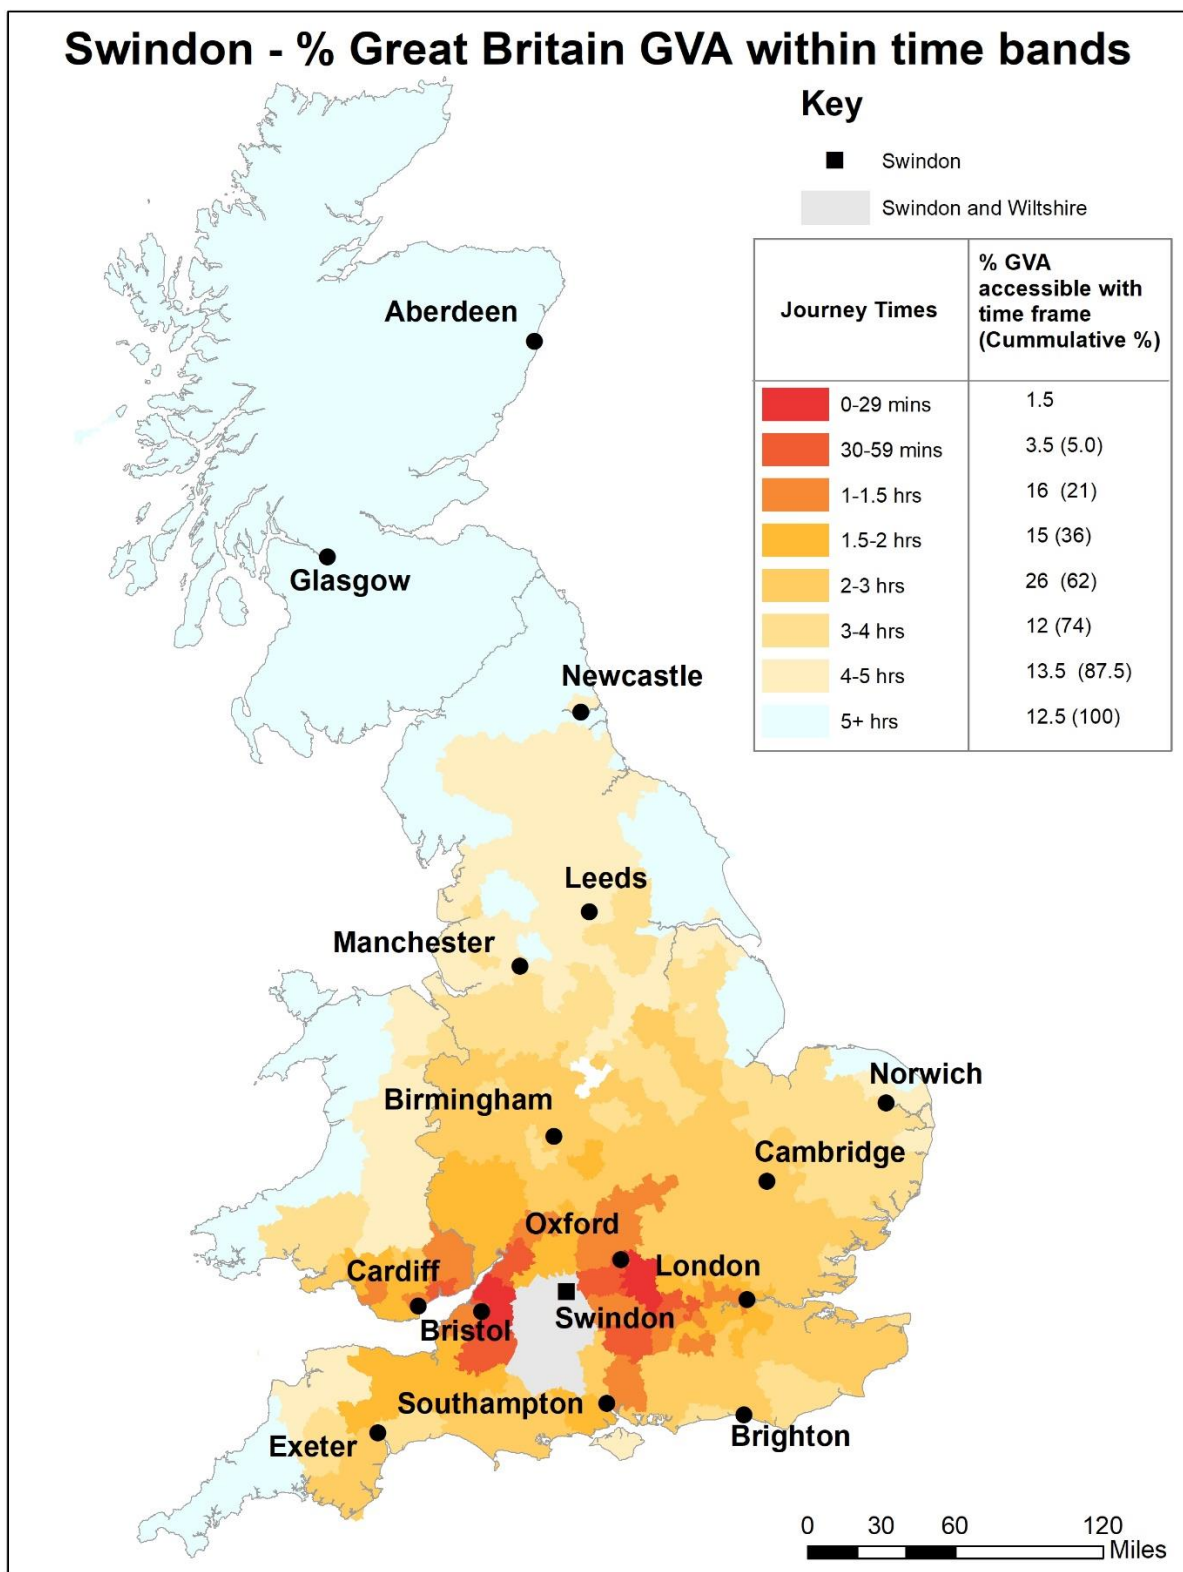 Swindon - % Great Britain GVA within time bands
Key
Swindon
Swindon and Wiltshire
Journey Times
% GVA
accessible with
time frame
(Cummulative %)
0-29 mins 1.5
30-59 mins 3.5 (5.0)
1-1.5 hrs 16 (21)
1.5-2 hrs 15 (36)
2-3 hrs 26 (62)
3-4 hrs 12 (74)
4-5 hrs 13.5 (87.5)
5+ hrs 12.5 (100)
Aberdeen
Glasgow
Newcastle
Leeds
Manchester
Norwich
Birmingham
Cambridge
Oxford
London
Cardiff
Swindon
Bristol
Southampton
Brighton
Exeter
0 30 60 120
Miles